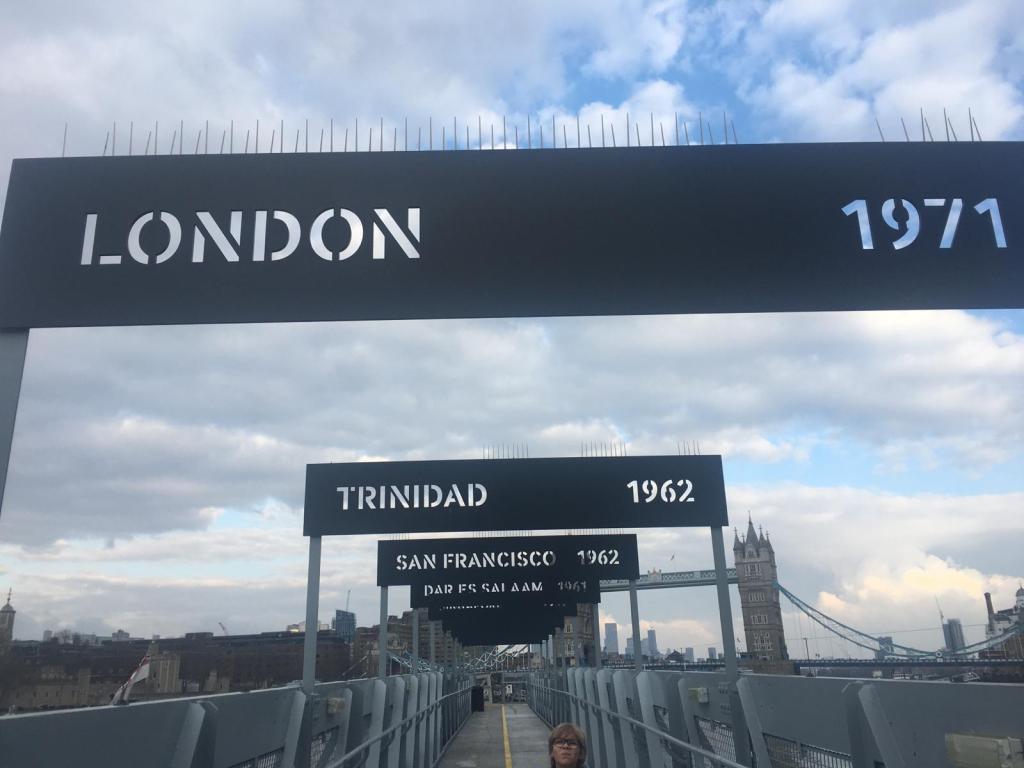 LONDON 1971
TRINIDAD 1962
SAN FRANCISCO 1962
DAR ES SALAAM 1961